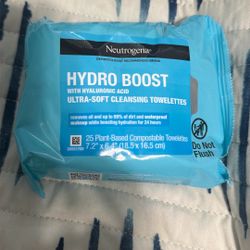 Neutrogena®
HYDRO BOOST
WITH HYALURONIC ACID
ULTRA-SOFT CLEANSING TOWELETTES
removes oil and up to 99% of dirt and waterproof
makeup while boosting hydration for 24 hours
25 Plant-Based Compostable Towelettes
7.2" x 6.4" (18.5 x 16.5 cm)
Do Not
Flush